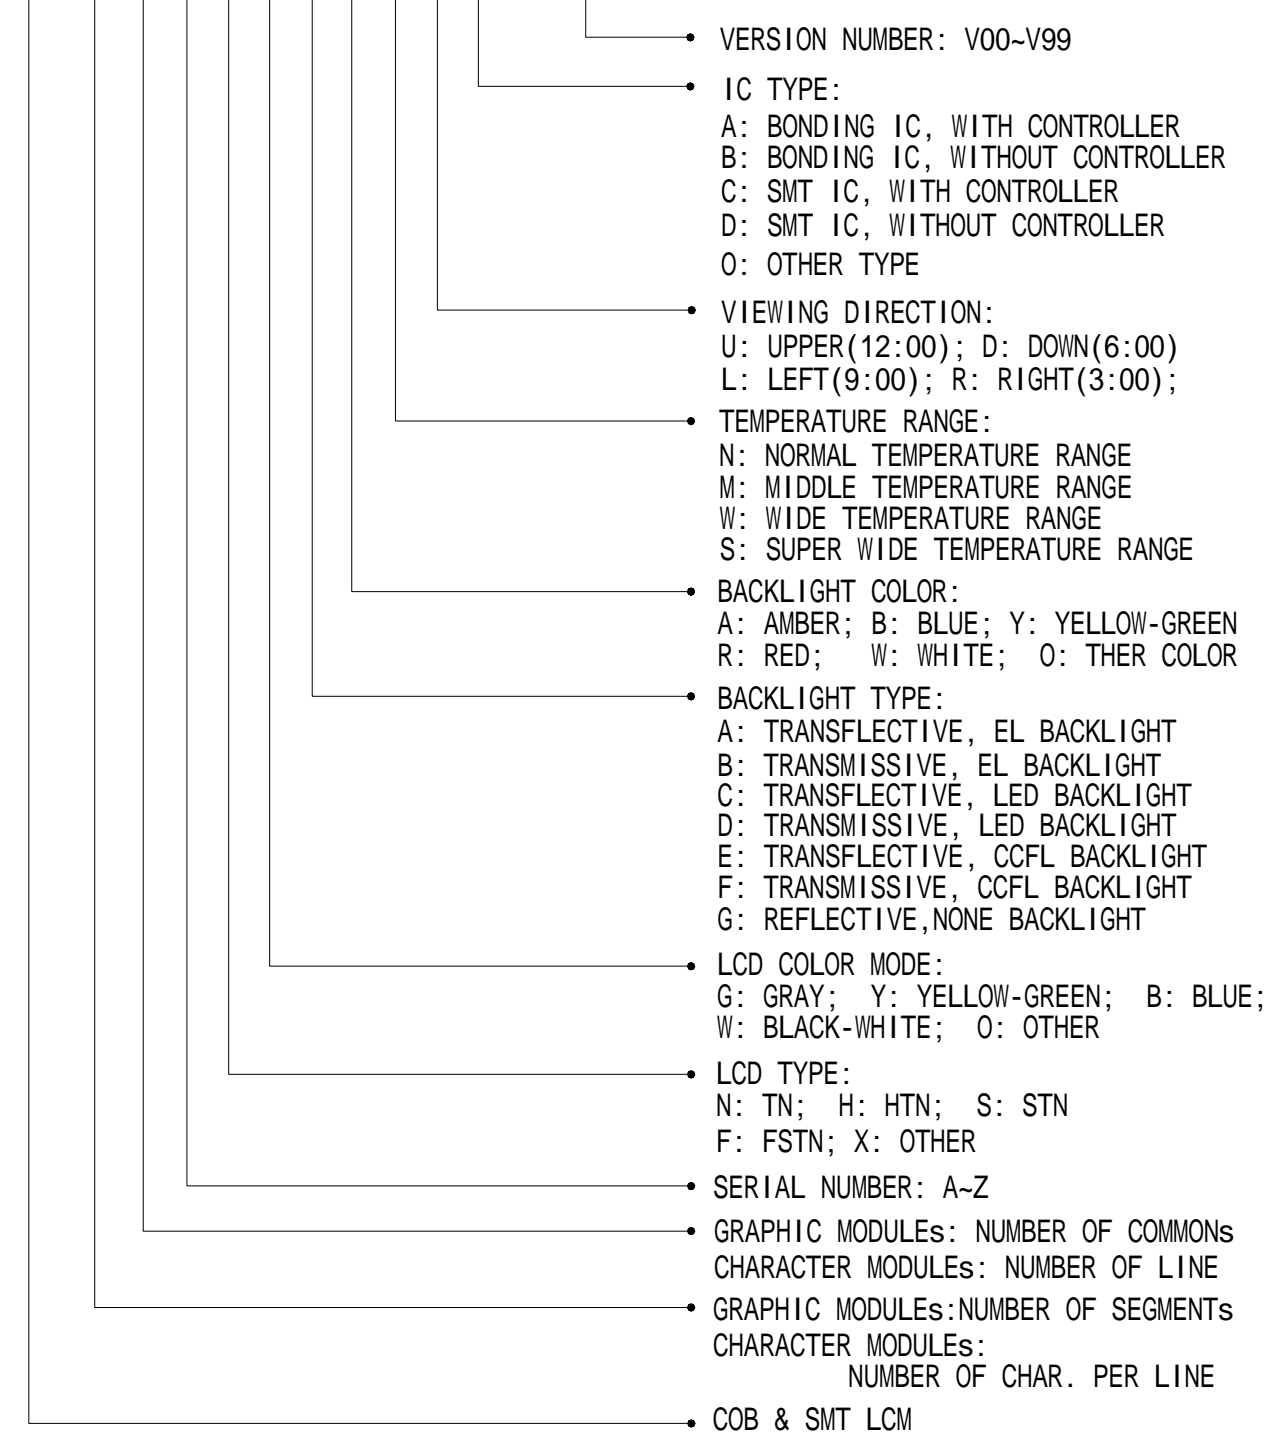 VERSION NUMBER: V00~V99
IC TYPE:
A: BONDING IC, WITH CONTROLLER
B: BONDING IC, WITHOUT CONTROLLER
C: SMT IC, WITH CONTROLLER
D: SMT IC, WITHOUT CONTROLLER
O: OTHER TYPE
VIEWING DIRECTION:
U: UPPER(12:00); D: DOWN(6:00)
L: LEFT(9:00); R: RIGHT(3:00);
TEMPERATURE RANGE:
N: NORMAL TEMPERATURE RANGE
M: MIDDLE TEMPERATURE RANGE
W: WIDE TEMPERATURE RANGE
S: SUPER WIDE TEMPERATURE RANGE
BACKLIGHT COLOR:
A: AMBER; B: BLUE; Y: YELLOW-GREEN
R: RED; W: WHITE; O: THER COLOR
BACKLIGHT TYPE:
A: TRANSFLECTIVE, EL BACKLIGHT
B: TRANSMISSIVE, EL BACKLIGHT
C: TRANSFLECTIVE, LED BACKLIGHT
D: TRANSMISSIVE, LED BACKLIGHT
E: TRANSFLECTIVE, CCFL BACKLIGHT
F: TRANSMISSIVE, CCFL BACKLIGHT
G: REFLECTIVE,NONE BACKLIGHT
LCD COLOR MODE:
G: GRAY; Y: YELLOW-GREEN; B: BLUE;
W: BLACK-WHITE; O: OTHER
LCD TYPE:
N: TN; H: HTN; S: STN
F: FSTN; X: OTHER
SERIAL NUMBER: A~Z
GRAPHIC MODULEs: NUMBER OF COMMONs
CHARACTER MODULEs: NUMBER OF LINE
GRAPHIC MODULEs:NUMBER OF SEGMENTs
CHARACTER MODULEs:
NUMBER OF CHAR. PER LINE
COB & SMT LCM